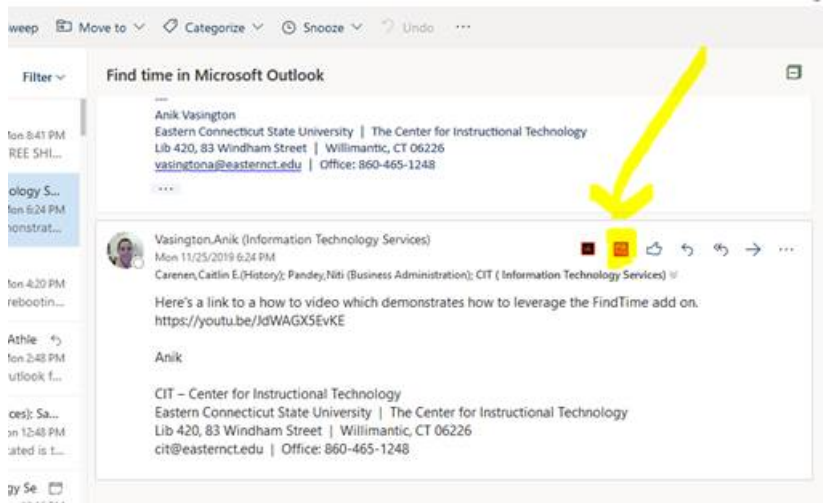 weep Move to Categorize Snooze Undo ...
Filter
Find time in Microsoft Outlook
Anik Vasington
Eastern Connecticut State University | The Center for Instructional Technology
Lib 420, 83 Windham Street | Willimantic, CT 06226
vasingtona@easternct.edu | Office: 860-465-1248
...
Mon 8:41 PM
REE SHI...
ology S...
Mon 6:24 PM
monstrat...
Mon 4:20 PM
rebootin...
Athle
Mon 2:48 PM
utlook f...
ces); Sa...
on 12:48 PM
cated is t...
gy Se
Vasington,Anik (Information Technology Services)
Mon 11/25/2019 6:24 PM
Carenen,Caitlin E.(History); Pandey,Niti (Business Administration); CIT ( Information Technology Services)
Here's a link to a how to video which demonstrates how to leverage the FindTime add on.
https://youtu.be/JdWAGX5EvKE
Anik
CIT – Center for Instructional Technology
Eastern Connecticut State University | The Center for Instructional Technology
Lib 420, 83 Windham Street | Willimantic, CT 06226
cit@easternct.edu | Office: 860-465-1248